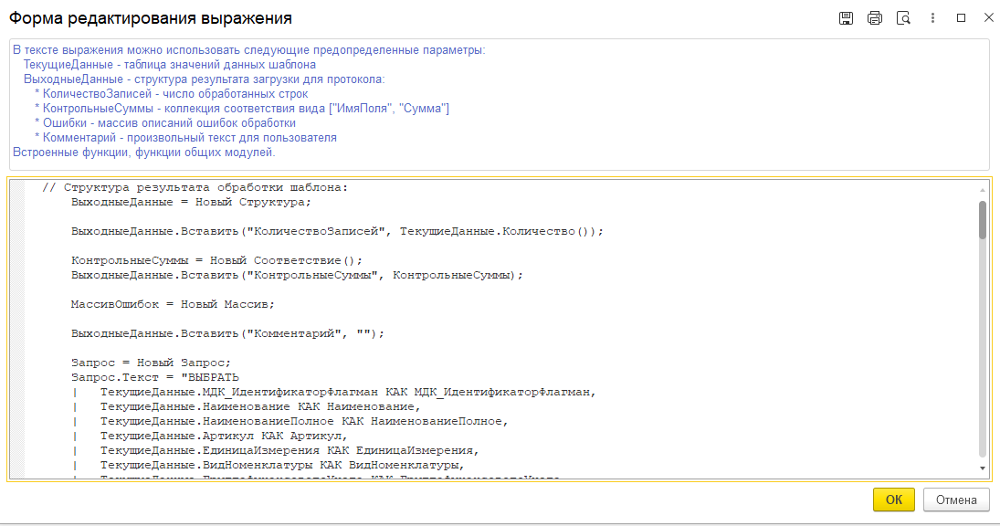 Форма редактирования выражения
В тексте выражения можно использовать следующие предопределенные параметры:
ТекущиеДанные - таблица значений данных шаблона
ВыходныеДанные - структура результата загрузки для протокола:
* КоличествоЗаписей - число обработанных строк
* КонтрольныеСуммы - коллекция соответствия вида ["ИмяПоля", "Сумма"]
* Ошибки - массив описаний ошибок обработки
* Комментарий - произвольный текст для пользователя
Встроенные функции, функции общих модулей.
// Структура результата обработки шаблона:
ВыходныеДанные = Новый Структура;
ВыходныеДанные.Вставить("КоличествоЗаписей", ТекущиеДанные.Количество());
КонтрольныеСуммы = Новый Соответствие();
ВыходныеДанные.Вставить("КонтрольныеСуммы", КонтрольныеСуммы);
МассивОшибок = Новый Массив;
ВыходныеДанные.Вставить("Комментарий", "");
Запрос = Новый Запрос;
Запрос.Текст = "ВЫБРАТЬ
| ТекущиеДанные.МДК_ИдентификаторФлагман КАК МДК_ИдентификаторФлагман,
| ТекущиеДанные.Наименование КАК Наименование,
| ТекущиеДанные.НаименованиеПолное КАК НаименованиеПолное,
| ТекущиеДанные.Артикул КАК Артикул,
| ТекущиеДанные.ЕдиницаИзмерения КАК ЕдиницаИзмерения,
| ТекущиеДанные.ВидНоменклатуры КАК ВидНоменклатуры,
ОК
Отмена